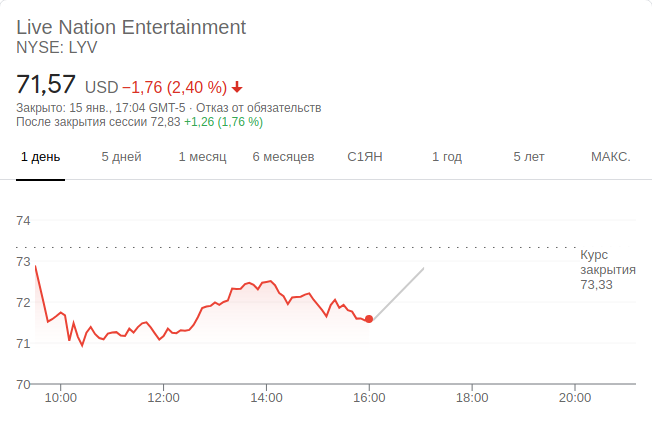 Live Nation Entertainment
NYSE: LYV
71,57 USD −1,76 (2,40 %)
Закрыто: 15 янв., 17:04 GMT-5 · Отказ от обязательств
После закрытия сессии 72,83 +1,26 (1,76 %)
1 день 5 дней 1 месяц 6 месяцев С1ЯН 1 год 5 лет МАКС.
74
73
72
71
70
Курс
закрытия
73,33
10:00 12:00 14:00 16:00 18:00 20:00